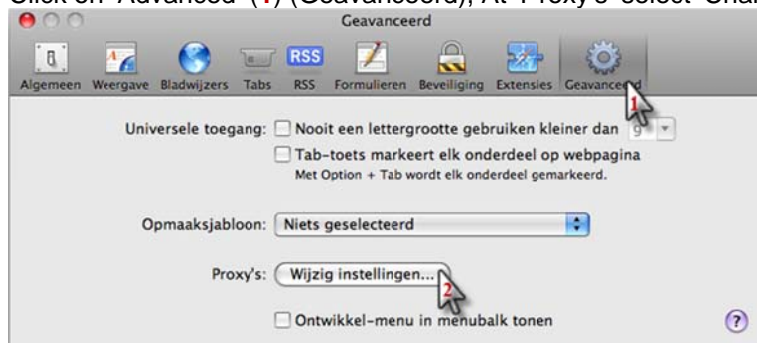 Click on 'Advanced' (1) (Geavanceerd), At 'Proxy's' select 'Chan
Geavanceerd
RSS
Algemeen Weergave Bladwijzers Tabs RSS Formulieren Beveiliging Extensies Geavanceerd
1
Universele toegang: Nooit een lettergrootte gebruiken kleiner dan 9
Tab-toets markeert elk onderdeel op webpagina
Met Option + Tab wordt elk onderdeel gemarkeerd.
Opmaaksjabloon: Niets geselecteerd
Proxy's: Wijzig instellingen...
2
Ontwikkel-menu in menubalk tonen ?